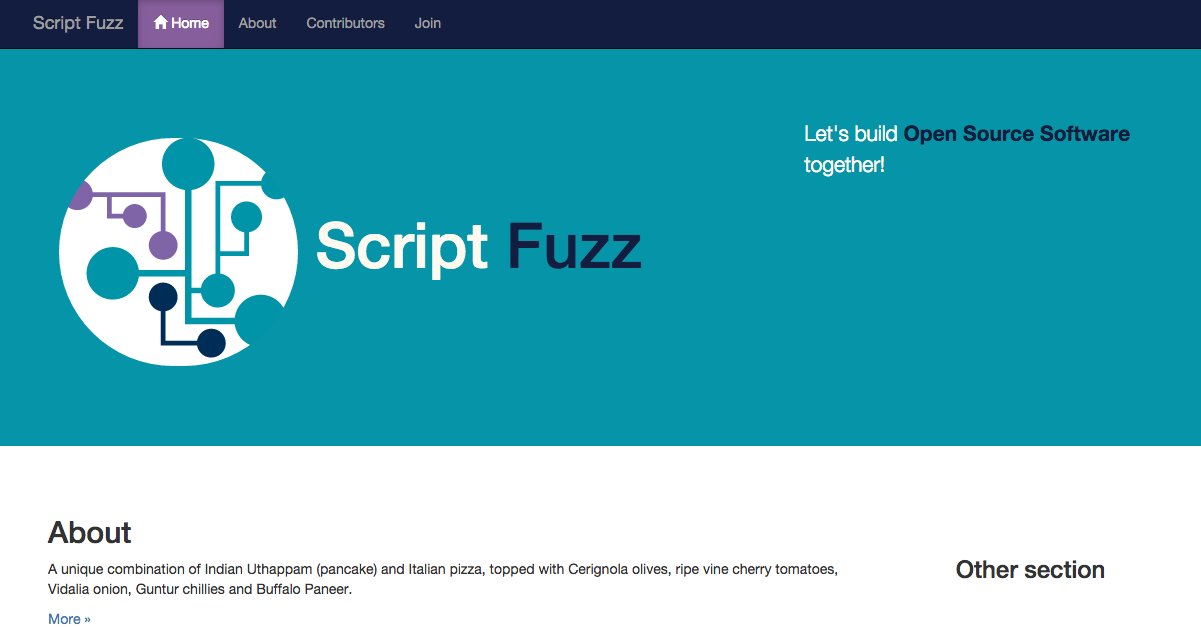 Script Fuzz Home About Contributors Join
Let's build Open Source Software
together!
Script Fuzz
About
A unique combination of Indian Uthappam (pancake) and Italian pizza, topped with Cerignola olives, ripe vine cherry tomatoes,
Vidalia onion, Guntur chillies and Buffalo Paneer.
More »
Other section